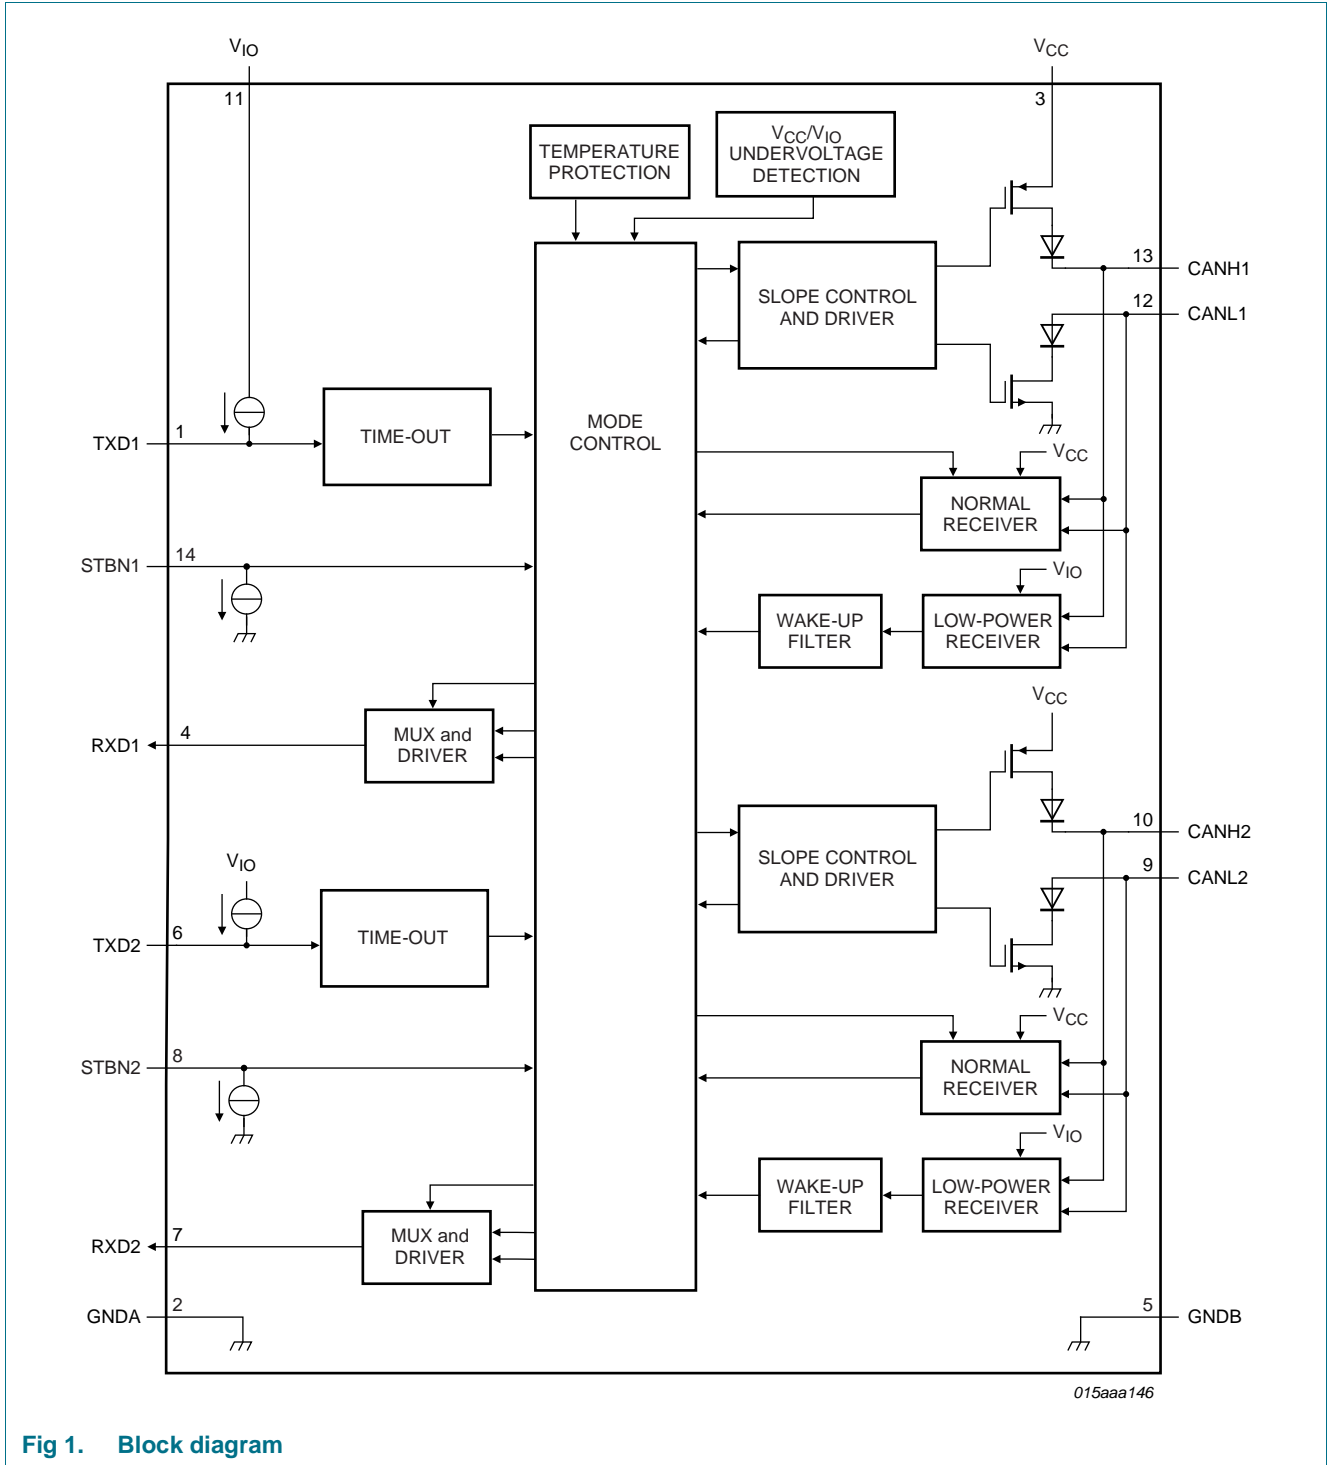 VIO
VCC
11
3
TEMPERATURE
PROTECTION
VCC/VIO
UNDERVOLTAGE
DETECTION
13
CANH1
SLOPE CONTROL
AND DRIVER
12
CANL1
MODE
CONTROL
TXD1
1
TIME-OUT
VCC
NORMAL
RECEIVER
STBN1
14
VIO
WAKE-UP
FILTER
LOW-POWER
RECEIVER
RXD1
4
MUX and
DRIVER
VCC
10
CANH2
SLOPE CONTROL
AND DRIVER
9
CANL2
VIO
TXD2
6
TIME-OUT
VCC
NORMAL
RECEIVER
STBN2
8
VIO
WAKE-UP
FILTER
LOW-POWER
RECEIVER
RXD2
7
MUX and
DRIVER
GNDA
2
5
GNDB
015aaa146
Fig 1. Block diagram